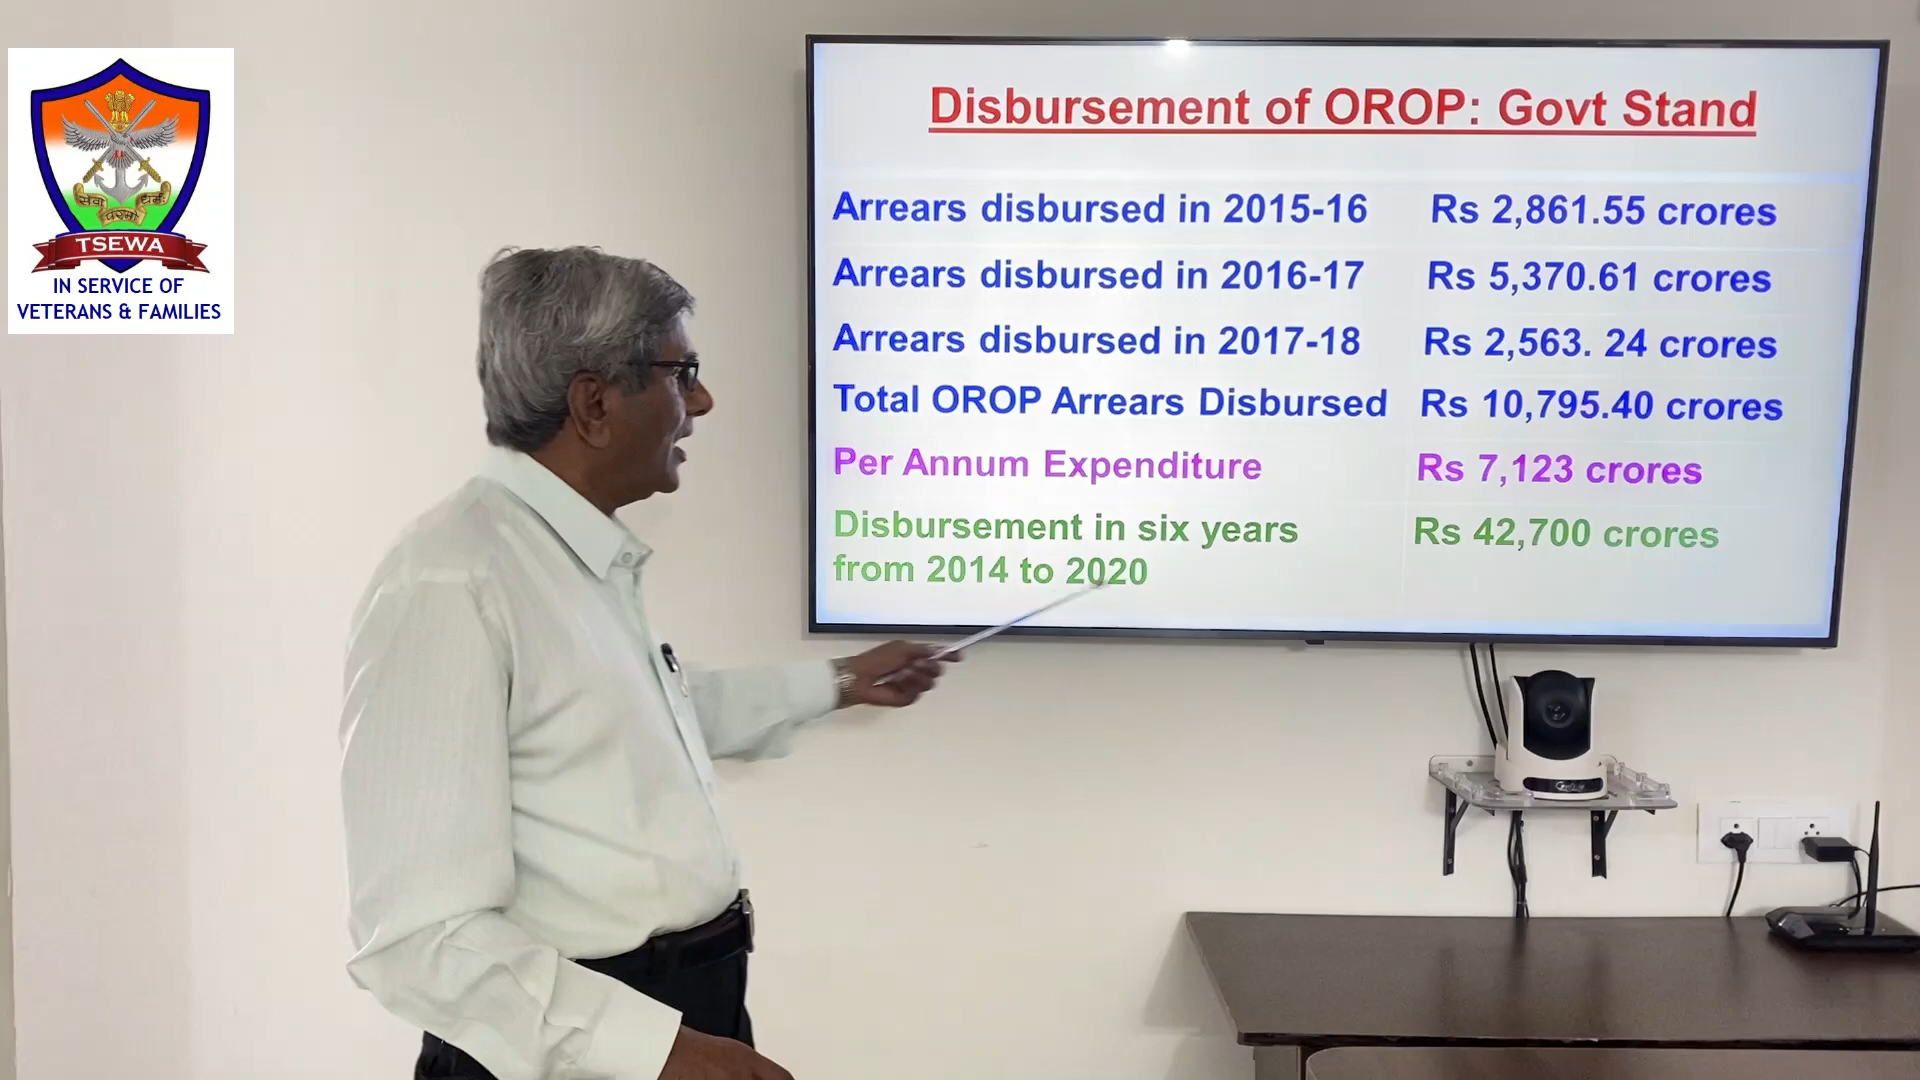 सेवा परमो धर्मः
TSEWA
IN SERVICE OF
VETERANS & FAMILIES
Disbursement of OROP: Govt Stand
Arrears disbursed in 2015-16 Rs 2,861.55 crores
Arrears disbursed in 2016-17 Rs 5,370.61 crores
Arrears disbursed in 2017-18 Rs 2,563. 24 crores
Total OROP Arrears Disbursed Rs 10,795.40 crores
Per Annum Expenditure Rs 7,123 crores
Disbursement in six years Rs 42,700 crores
from 2014 to 2020